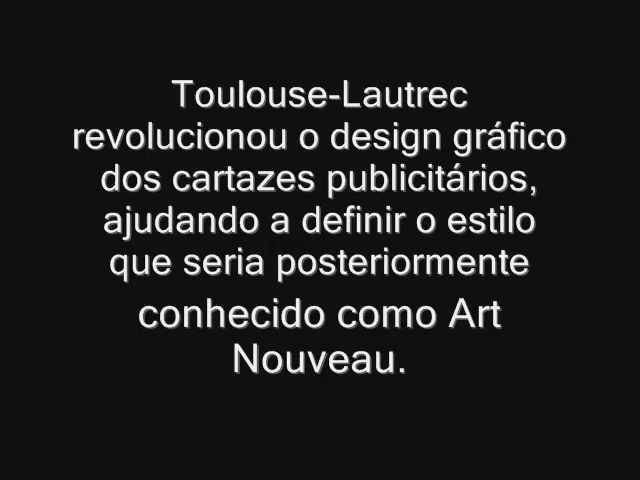 Toulouse-Lautrec
revolucionou o design gráfico
dos cartazes publicitários,
ajudando a definir o estilo
que seria posteriormente
conhecido como Art
Nouveau.